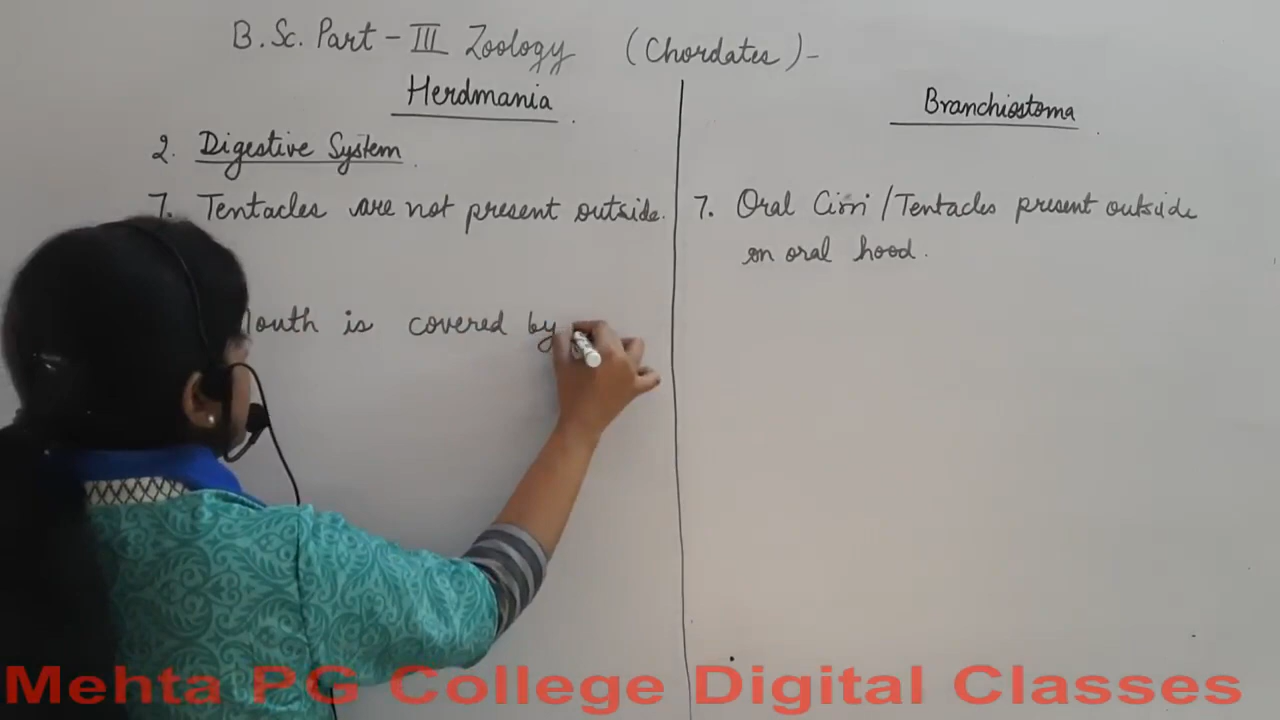 B.Sc. Part - III Zoology (Chordates) -
Herdmania
Branchiostoma
2. Digestive System.
7. Tentacles are not present outside.
7. Oral Cirri / Tentacles present outside
on oral hood.
is covered by
Mehta PG College Digital Classes